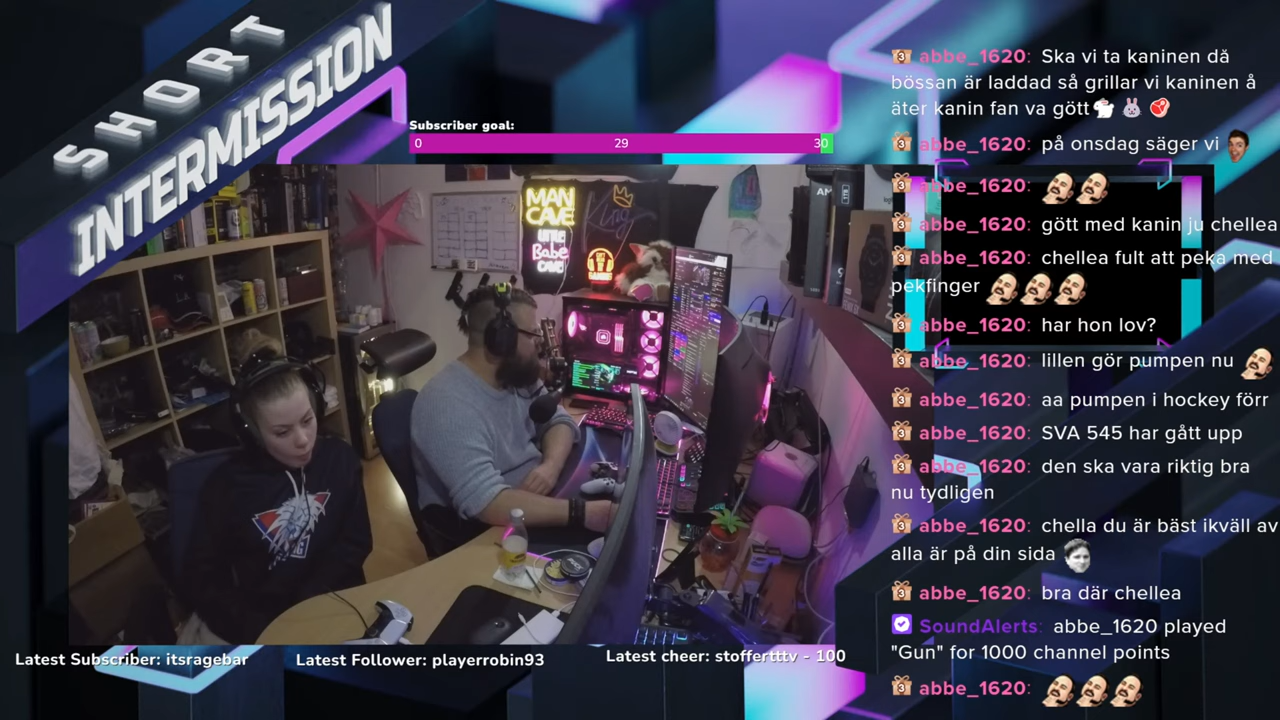 SHORT
INTERMISSION
Subscriber goal:
0 29 30
MAN
CAVE
King
LITTLE
Babe
CAVE
abbe_1620: Ska vi ta kaninen då
bössan är laddad så grillar vi kaninen å
äter kanin fan va gött
abbe_1620: på onsdag säger vi
abbe_1620:
abbe_1620: gött med kanin ju chellea
abbe_1620: chellea fult att peka med
pekfinger
abbe_1620: har hon lov?
abbe_1620: lillen gör pumpen nu
abbe_1620: aa pumpen i hockey förr
abbe_1620: SVA 545 har gått upp
abbe_1620: den ska vara riktig bra
nu tydligen
abbe_1620: chella du är bäst ikväll av
alla är på din sida
abbe_1620: bra där chellea
SoundAlerts: abbe_1620 played
"Gun" for 1000 channel points
abbe_1620:
Latest Subscriber: itsragebar
Latest Follower: playerrobin93
Latest cheer: stoffertttv - 100